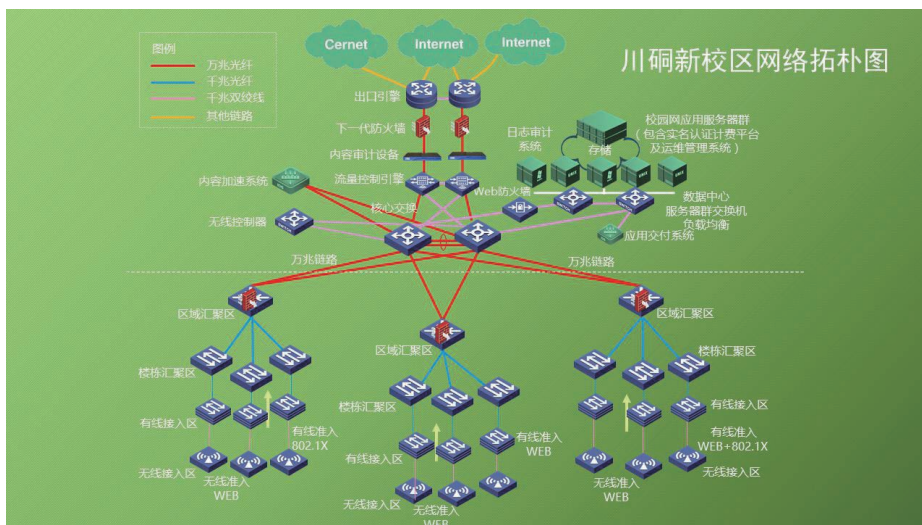 川硐新校区网络拓朴图
图例
万兆光纤
千兆光纤
千兆双绞线
其他链路
Cernet
Internet
Internet
出口引擎
下一代防火墙
内容审计设备
流量控制引擎
内容加速系统
无线控制器
核心交换
Web防火墙
日志审计
系统
存储
校园网应用服务器群
（包含实名认证计费平台
及运维管理系统）
数据中心
服务器群交换机
负载均衡
应用交付系统
万兆链路
万兆链路
区域汇聚区
区域汇聚区
区域汇聚区
楼栋汇聚区
楼栋汇聚区
楼栋汇聚区
有线接入区
有线准入
802.1X
无线接入区
无线准入
WEB
有线接入区
有线准入
WEB
无线接入区
无线准入
WEB
有线接入区
有线准入
WEB+802.1X
无线准入
WEB
无线接入区